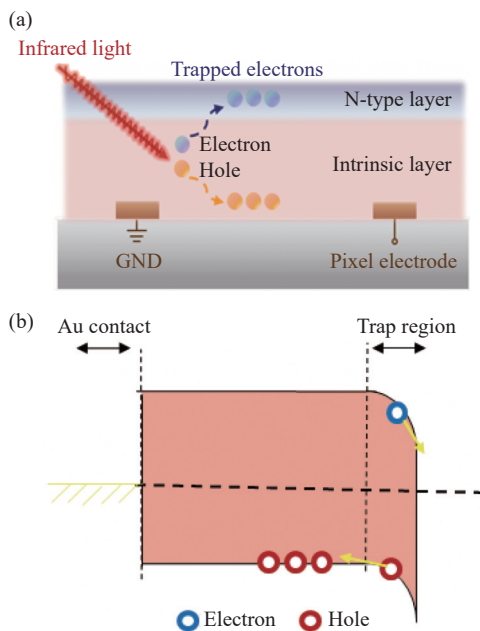 (a)
Infrared light
Trapped electrons
N-type layer
Electron
Hole
Intrinsic layer
GND
Pixel electrode
(b)
Au contact
Trap region
Electron
Hole